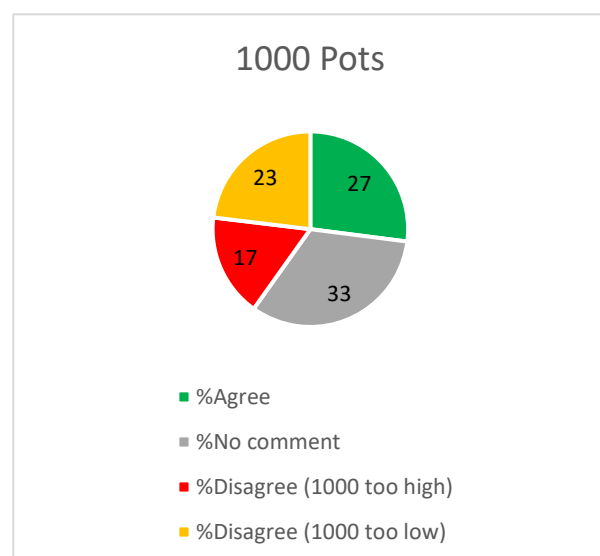 1000 Pots
23
27
17
33
%Agree
%No comment
%Disagree (1000 too high)
%Disagree (1000 too low)